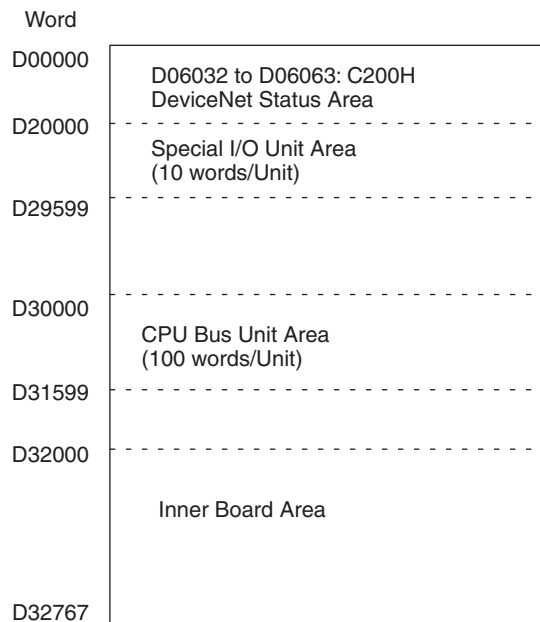 Word
D00000
D06032 to D06063: C200H
DeviceNet Status Area
D20000
Special I/O Unit Area
(10 words/Unit)
D29599
D30000
CPU Bus Unit Area
(100 words/Unit)
D31599
D32000
Inner Board Area
D32767